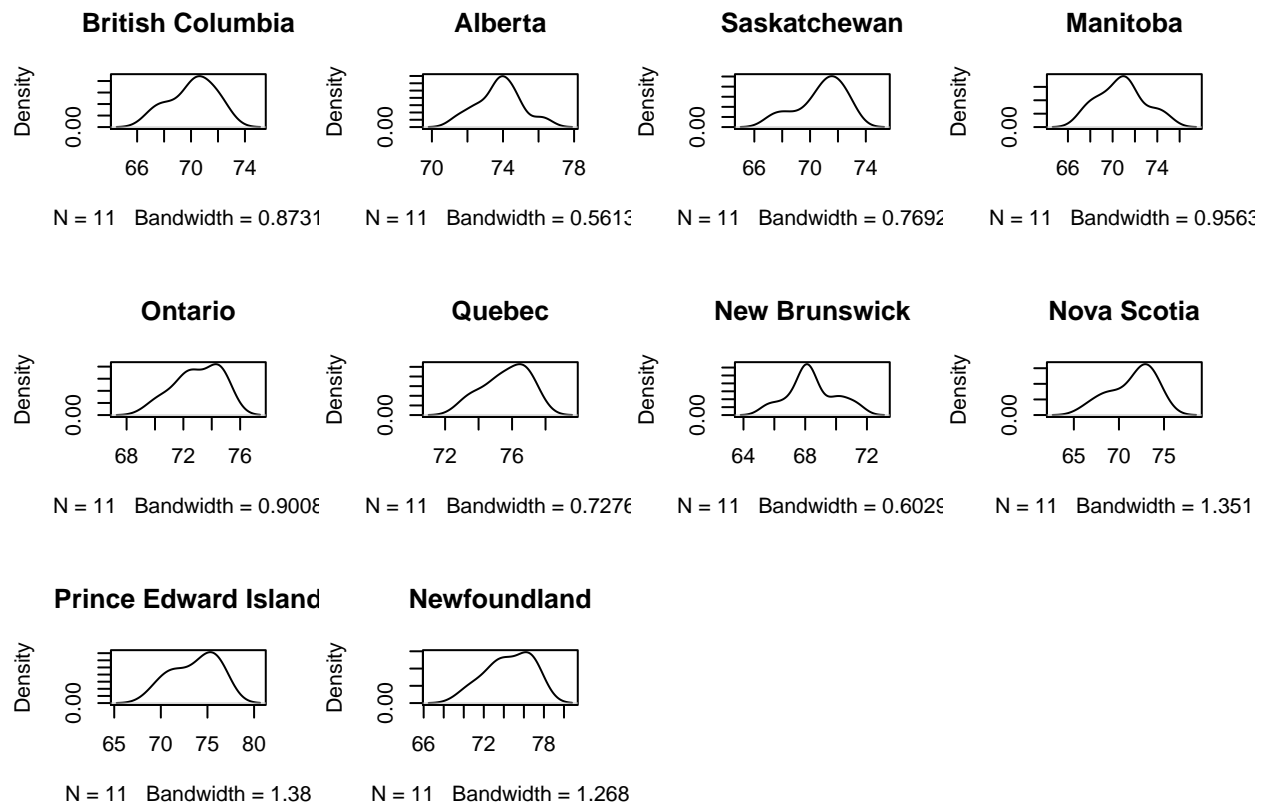 British Columbia
Density
0.00
66 70 74
N = 11 Bandwidth = 0.8731
Alberta
Density
0.00
70 74 78
N = 11 Bandwidth = 0.5613
Saskatchewan
Density
0.00
66 70 74
N = 11 Bandwidth = 0.7692
Manitoba
Density
0.00
66 70 74
N = 11 Bandwidth = 0.9563
Ontario
Density
0.00
68 72 76
N = 11 Bandwidth = 0.9008
Quebec
Density
0.00
72 76
N = 11 Bandwidth = 0.7276
New Brunswick
Density
0.00
64 68 72
N = 11 Bandwidth = 0.6029
Nova Scotia
Density
0.00
65 70 75
N = 11 Bandwidth = 1.351
Prince Edward Island
Density
0.00
65 70 75 80
N = 11 Bandwidth = 1.38
Newfoundland
Density
0.00
66 72 78
N = 11 Bandwidth = 1.268